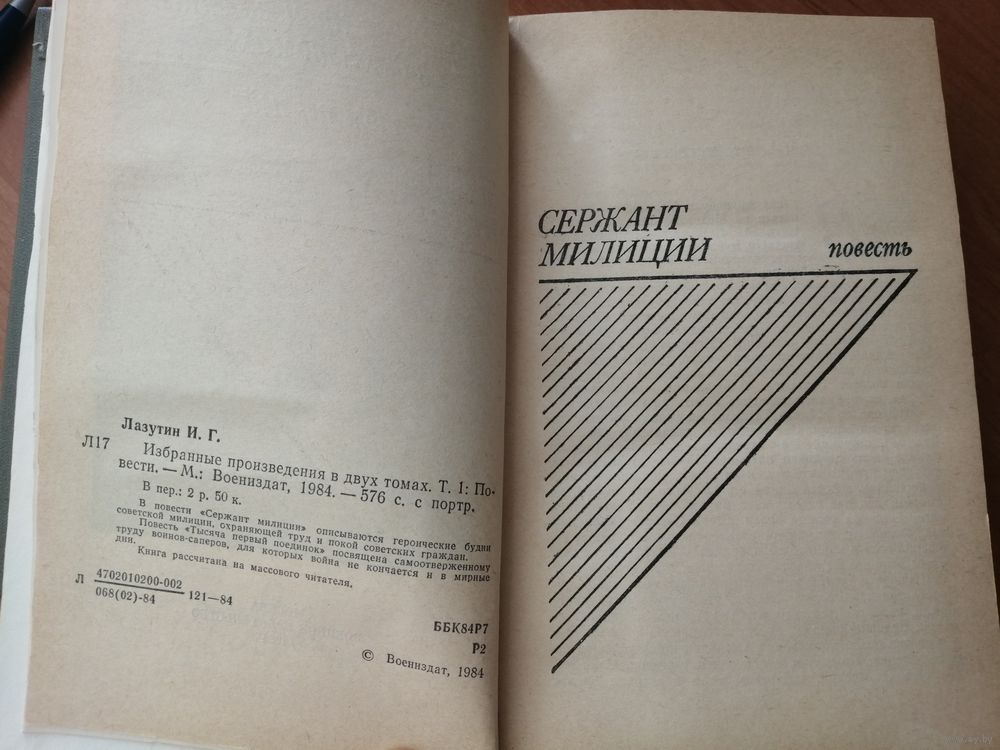 Лазутин И. Г.
Л17
Избранные произведения в двух томах. Т. 1: По-
вести. — М.: Воениздат, 1984. — 576 с. с портр.
В пер.: 2 р. 50 к.
В повести «Сержант милиции» описываются героические будни
советской милиции, охраняющей труд и покой советских граждан.
Повесть «Тысяча первый поединок» посвящена самоотверженному
труду воинов-саперов, для которых война не кончается и в мирные
дни.
Книга рассчитана на массового читателя.
Л 4702010200-002
068(02)-84
121—84
ББК84Р7
Р2
© Воениздат, 1984
СЕРЖАНТ
МИЛИЦИИ
повесть